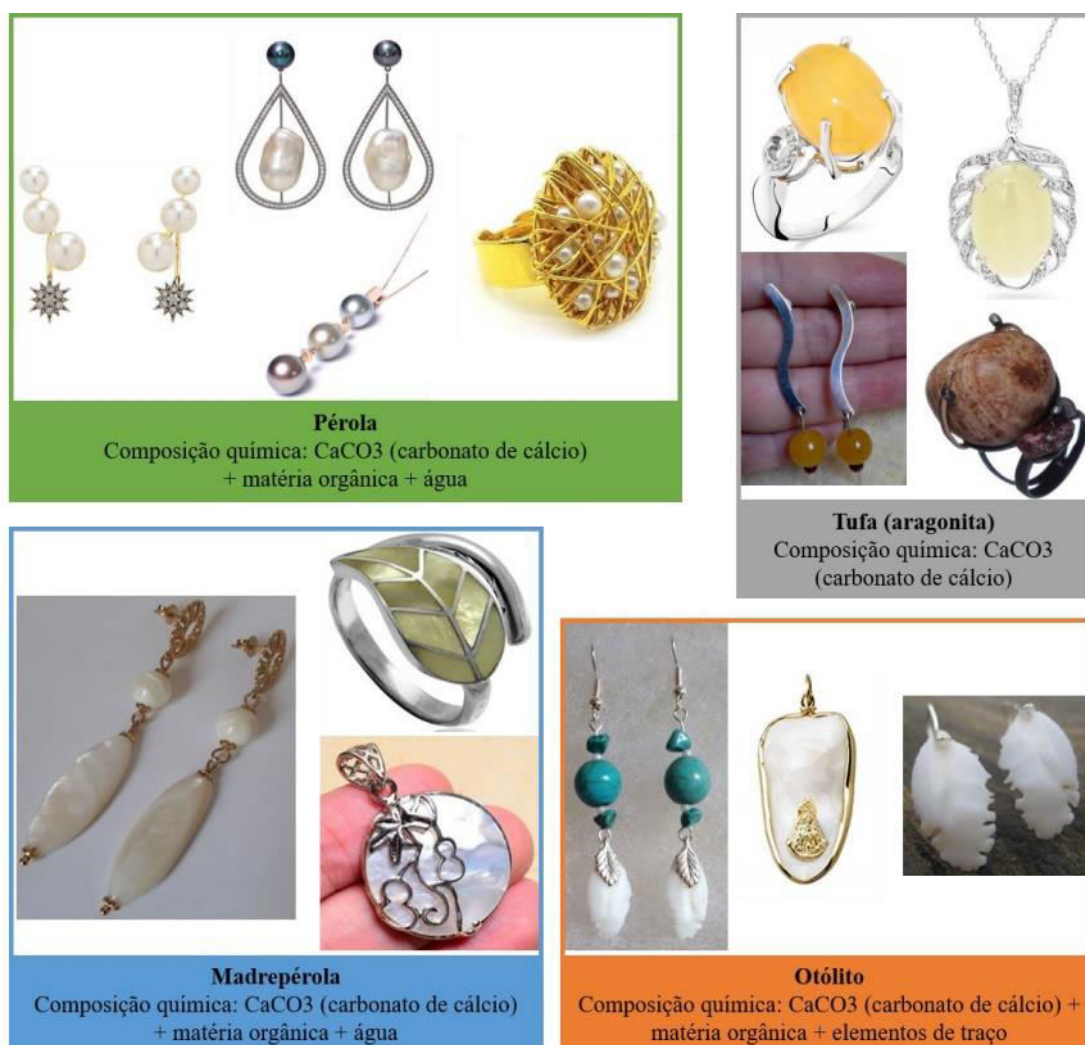 Pérola
Composição química: CaCO3 (carbonato de cálcio)
+ matéria orgânica + água
Tufa (aragonita)
Composição química: CaCO3
(carbonato de cálcio)
Madrepérola
Composição química: CaCO3 (carbonato de cálcio)
+ matéria orgânica + água
Otólito
Composição química: CaCO3 (carbonato de cálcio) +
matéria orgânica + elementos de traço